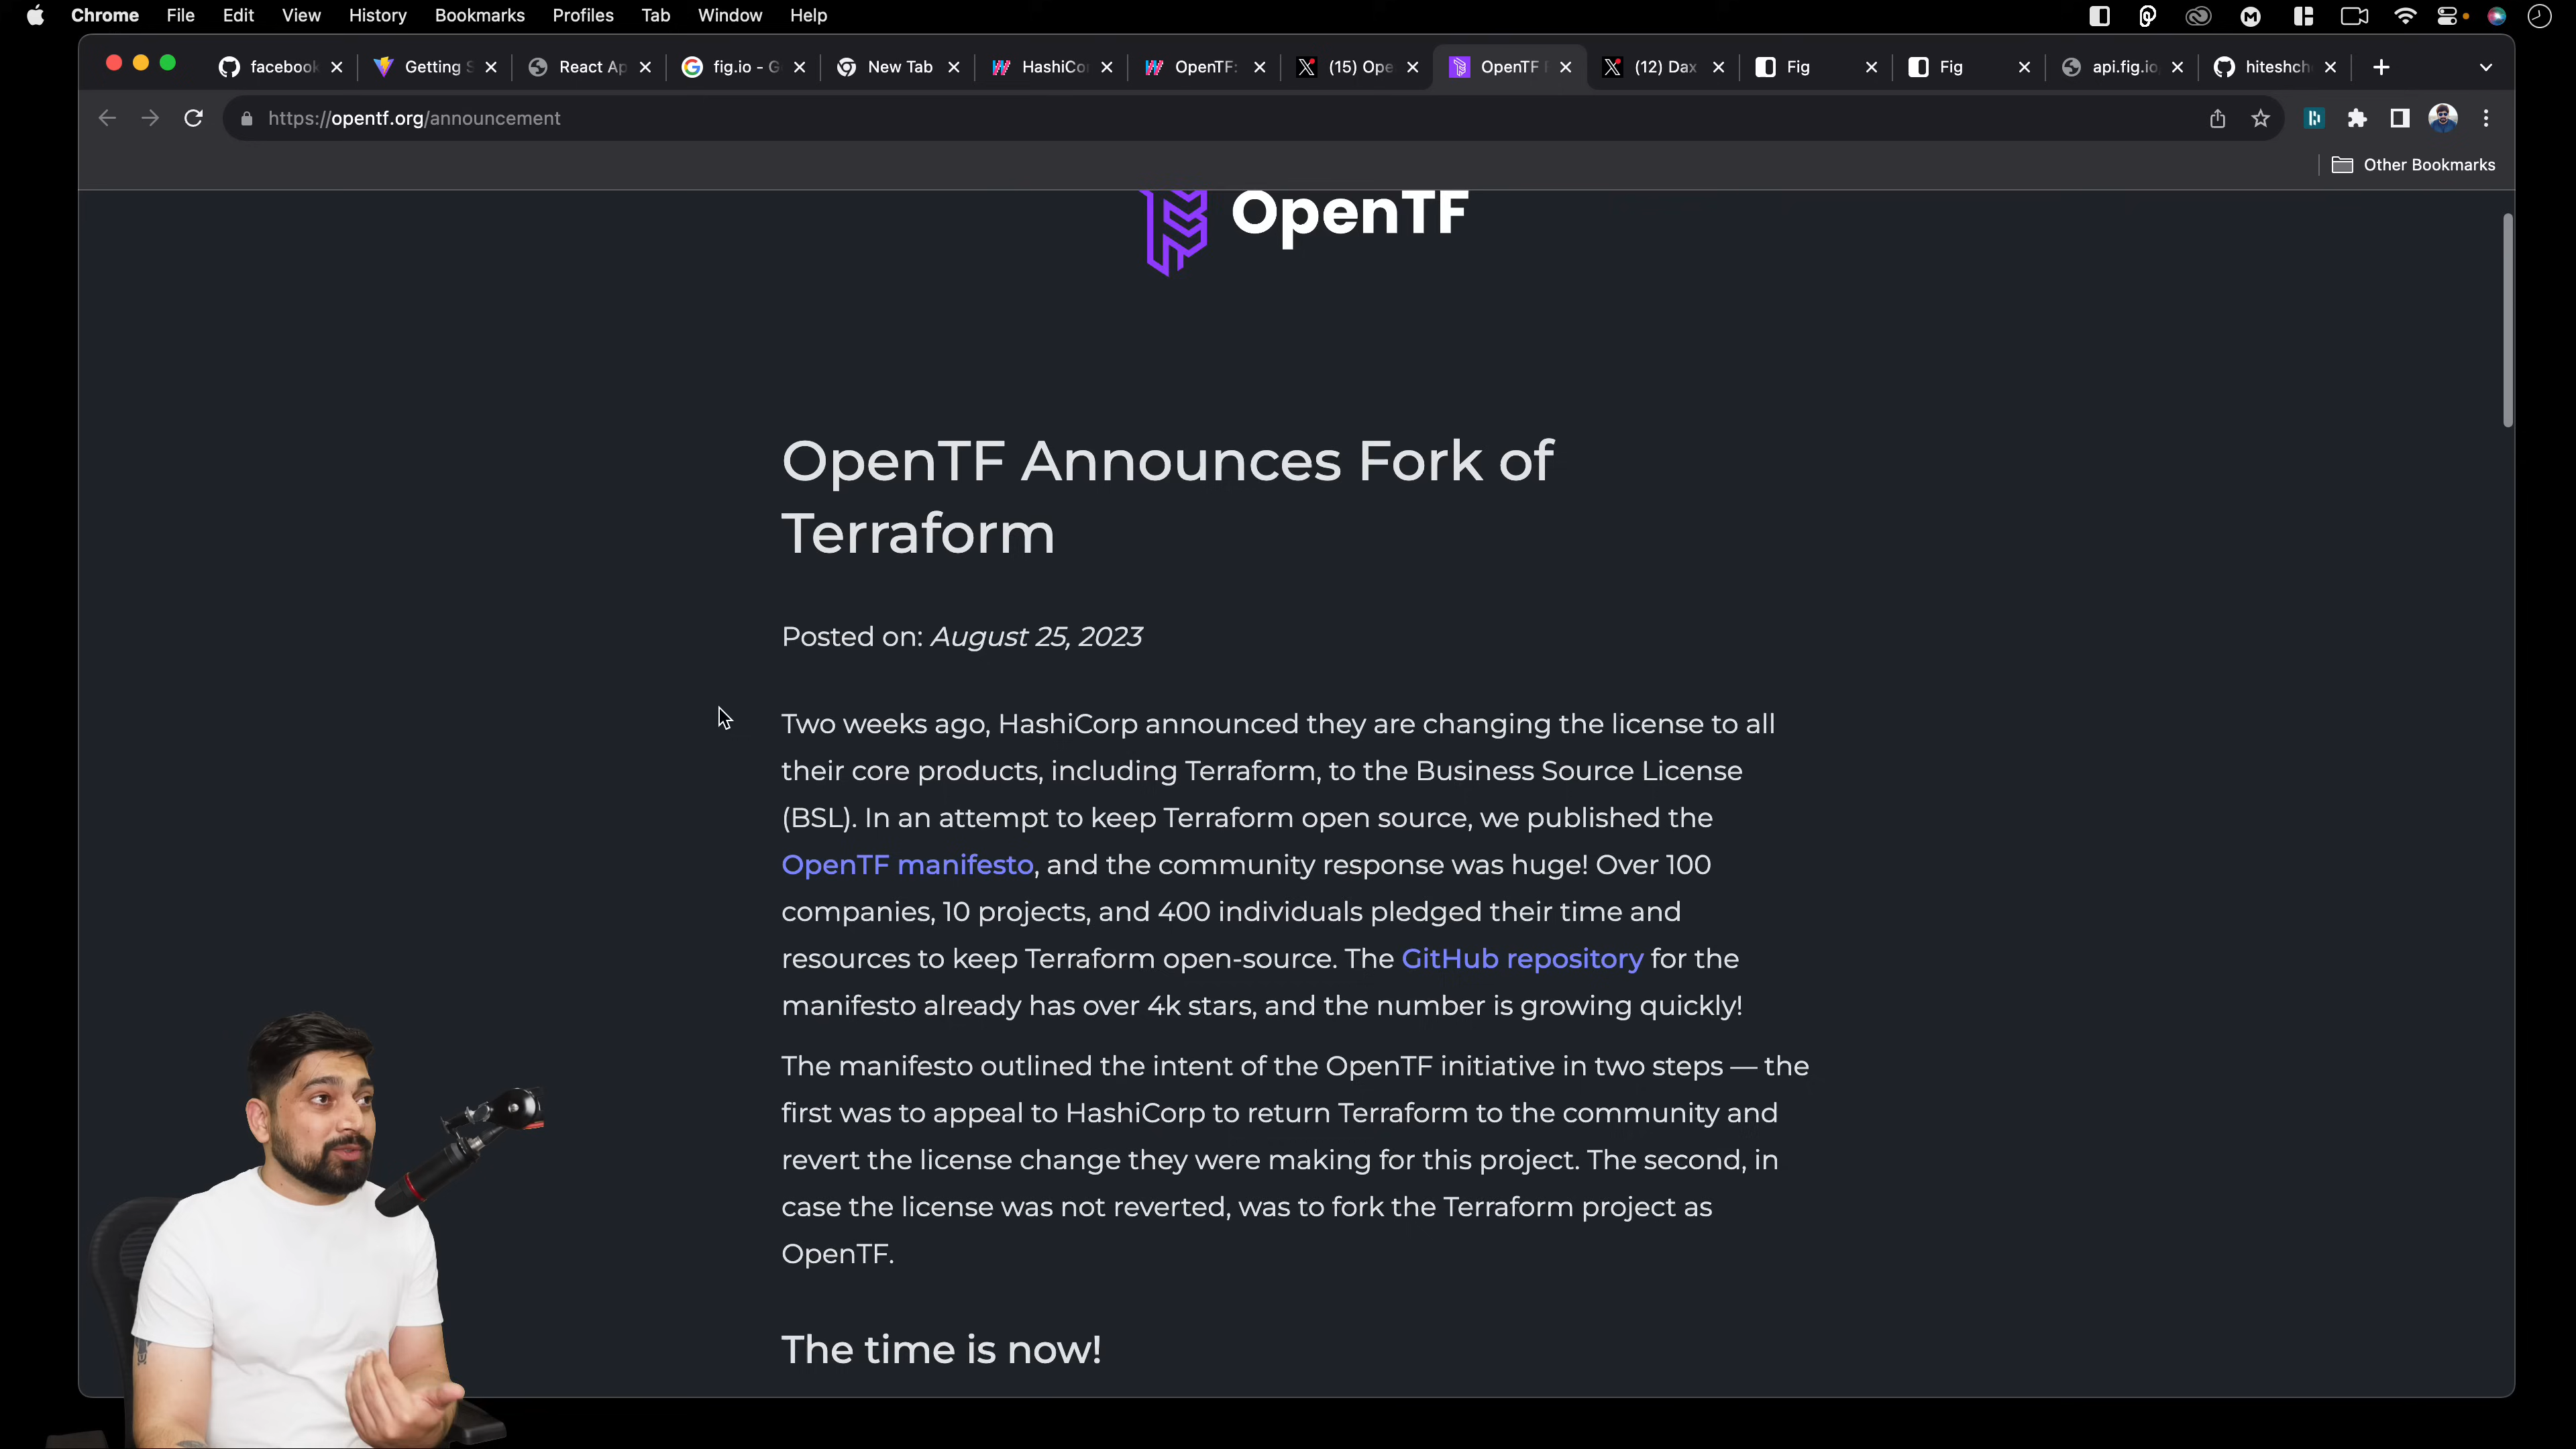 Chrome File Edit View History Bookmarks Profiles Tab Window Help
facebook Getting S React Ap fig.io - G New Tab HashiCo OpenTF: (15) Ope OpenTF F (12) Dax Fig Fig api.fig.io hiteshch
https://opentf.org/announcement
Other Bookmarks
OpenTF
OpenTF Announces Fork of
Terraform
Posted on: August 25, 2023
Two weeks ago, HashiCorp announced they are changing the license to all
their core products, including Terraform, to the Business Source License
(BSL). In an attempt to keep Terraform open source, we published the
OpenTF manifesto, and the community response was huge! Over 100
companies, 10 projects, and 400 individuals pledged their time and
resources to keep Terraform open-source. The GitHub repository for the
manifesto already has over 4k stars, and the number is growing quickly!
The manifesto outlined the intent of the OpenTF initiative in two steps — the
first was to appeal to HashiCorp to return Terraform to the community and
revert the license change they were making for this project. The second, in
case the license was not reverted, was to fork the Terraform project as
OpenTF.
The time is now!